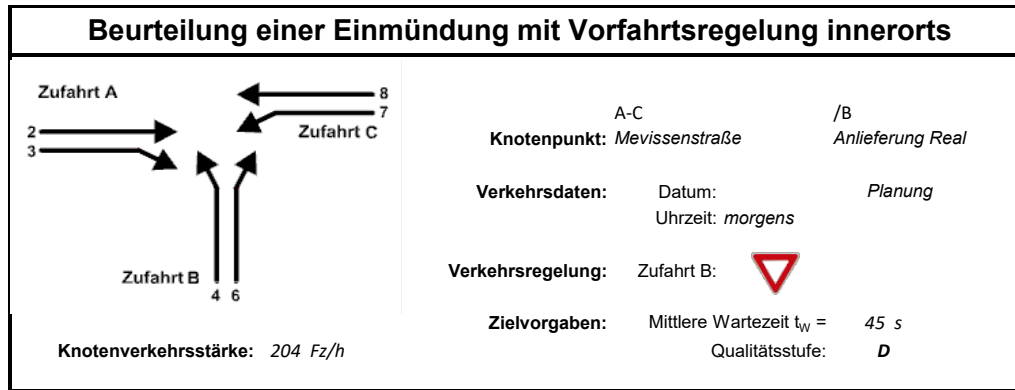 Beurteilung einer Einmündung mit Vorfahrtsregelung innerorts
Zufahrt A
8
7
Zufahrt C
2
3
Zufahrt B
4 6
Knotenverkehrsstärke: 204 Fz/h
A-C /B
Knotenpunkt: Mevissenstraße Anlieferung Real
Verkehrsdaten: Datum: Planung
Uhrzeit: morgens
Verkehrsregelung: Zufahrt B:
Zielvorgaben: Mittlere Wartezeit tW = 45 s
Qualitätsstufe: D